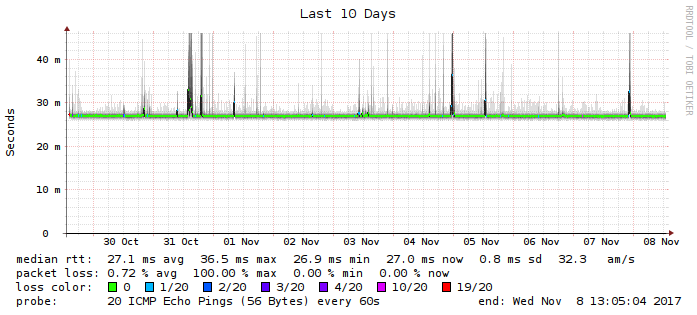 Last 10 Days
RRDTOOL / TOBI OETIKER
Seconds
40 m
30 m
20 m
10 m
0
30 Oct 31 Oct 01 Nov 02 Nov 03 Nov 04 Nov 05 Nov 06 Nov 07 Nov 08 Nov
median rtt: 27.1 ms avg 36.5 ms max 26.9 ms min 27.0 ms now 0.8 ms sd 32.3 am/s
packet loss: 0.72 % avg 100.00 % max 0.00 % min 0.00 % now
loss color: 0 1/20 2/20 3/20 4/20 10/20 19/20
probe: 20 ICMP Echo Pings (56 Bytes) every 60s end: Wed Nov 8 13:05:04 2017